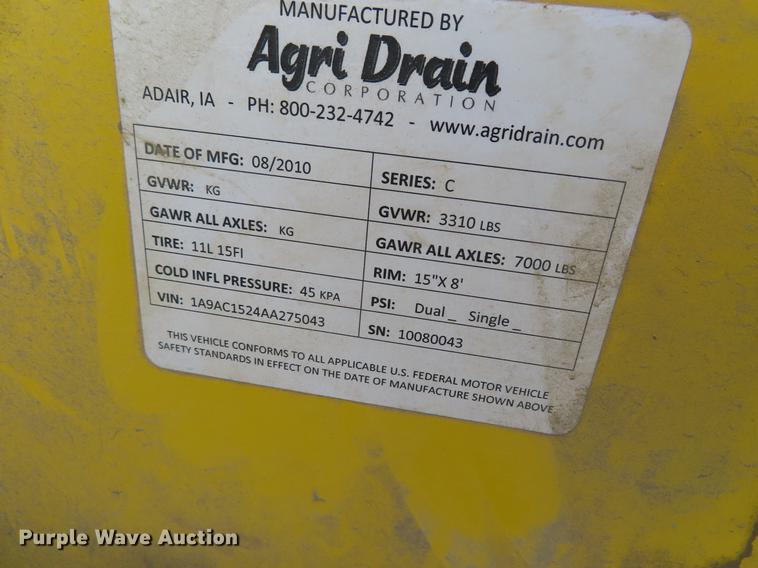 MANUFACTURED BY
Agri Drain
CORPORATION
ADAIR, IA - PH: 800-232-4742 - www.agridrain.com
DATE OF MFG: 08/2010 SERIES: C
GVWR: KG GVWR: 3310 LBS
GAWR ALL AXLES: KG GAWR ALL AXLES: 7000 LBS
TIRE: 11L 15FI RIM: 15"X 8'
COLD INFL PRESSURE: 45 KPA PSI: Dual_ Single_
VIN: 1A9AC1524AA275043 SN: 10080043
THIS VEHICLE CONFORMS TO ALL APPLICABLE U.S. FEDERAL MOTOR VEHICLE
SAFETY STANDARDS IN EFFECT ON THE DATE OF MANUFACTURE SHOWN ABOVE
Purple Wave Auction